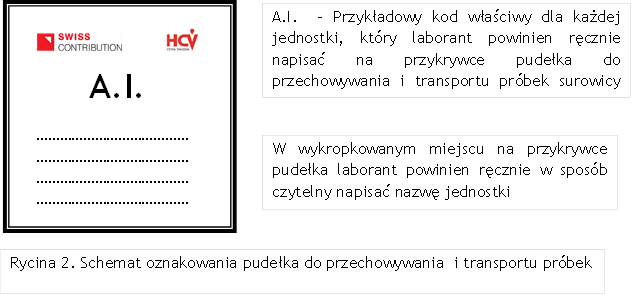 SWISS
CONTRIBUTION
HCV
A.I.
A.I. - Przykładowy kod właściwy dla każdej
jednostki, który laborant powinien ręcznie
napisać na przykrywce pudełka do
przechowywania i transportu próbek surowicy
W wykropkowanym miejscu na przykrywce
pudełka laborant powinien ręcznie w sposób
czytelny napisać nazwę jednostki
Rycina 2. Schemat oznakowania pudełka do przechowywania i transportu próbek